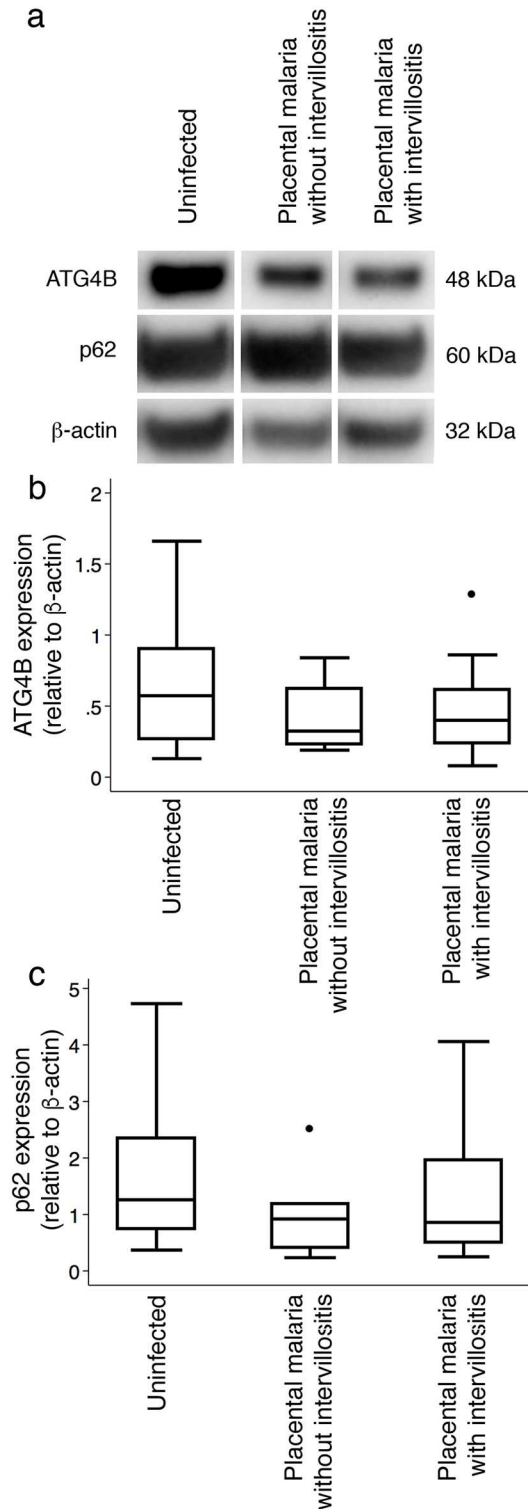 a
Uninfected
Placental malaria
without intervillositis
Placental malaria
with intervillositis
ATG4B
48 kDa
p62
60 kDa
β-actin
32 kDa
b
ATG4B expression
(relative to β-actin)
2
1.5
1
.5
0
Uninfected
Placental malaria
without intervillositis
Placental malaria
with intervillositis
c
p62 expression
(relative to β-actin)
5
4
3
2
1
0
Uninfected
Placental malaria
without intervillositis
Placental malaria
with intervillositis